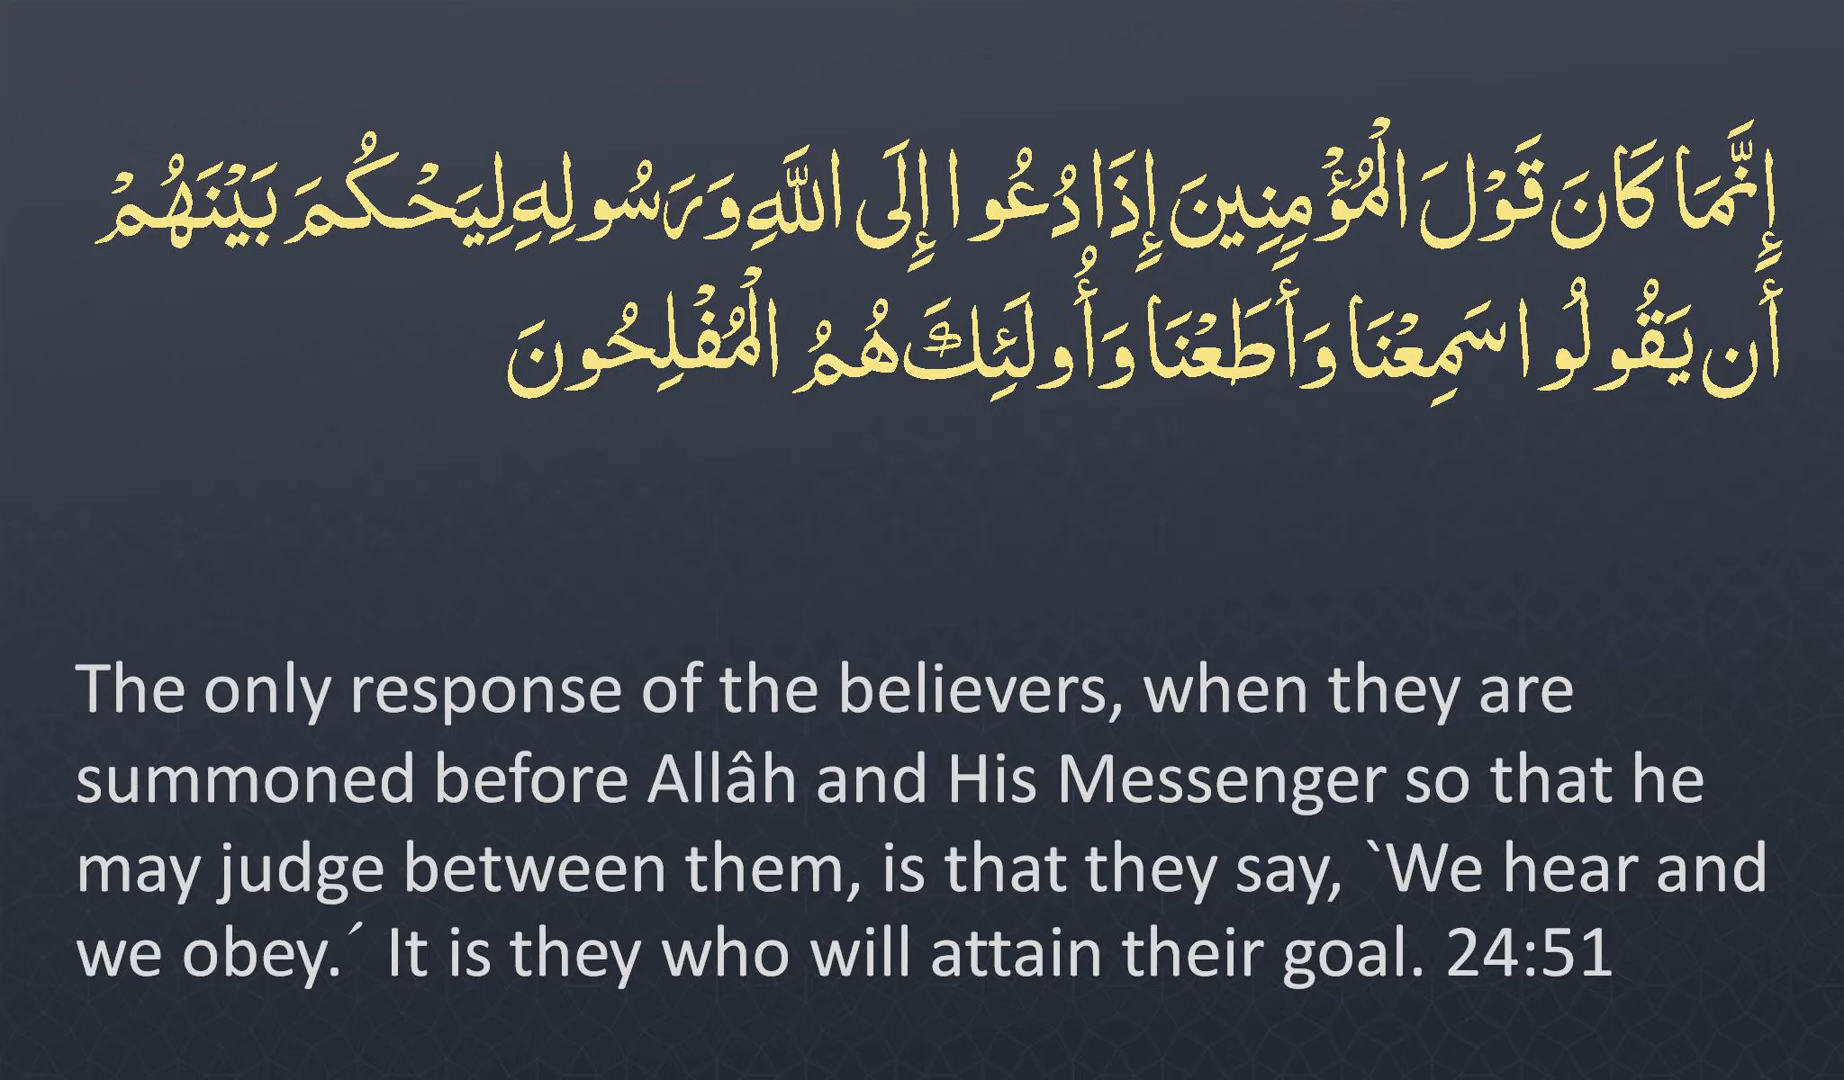 إِنَّمَا كَانَ قَوْلَ الْمُؤْمِنِينَ إِذَا دُعُوا إِلَى اللَّهِ وَرَسُولِهِ لِيَحْكُمَ بَيْنَهُمْ
أَن يَقُولُوا سَمِعْنَا وَأَطَعْنَا وَأُولَئِكَ هُمُ الْمُفْلِحُونَ
The only response of the believers, when they are
summoned before Allâh and His Messenger so that he
may judge between them, is that they say, `We hear and
we obey.´ It is they who will attain their goal. 24:51